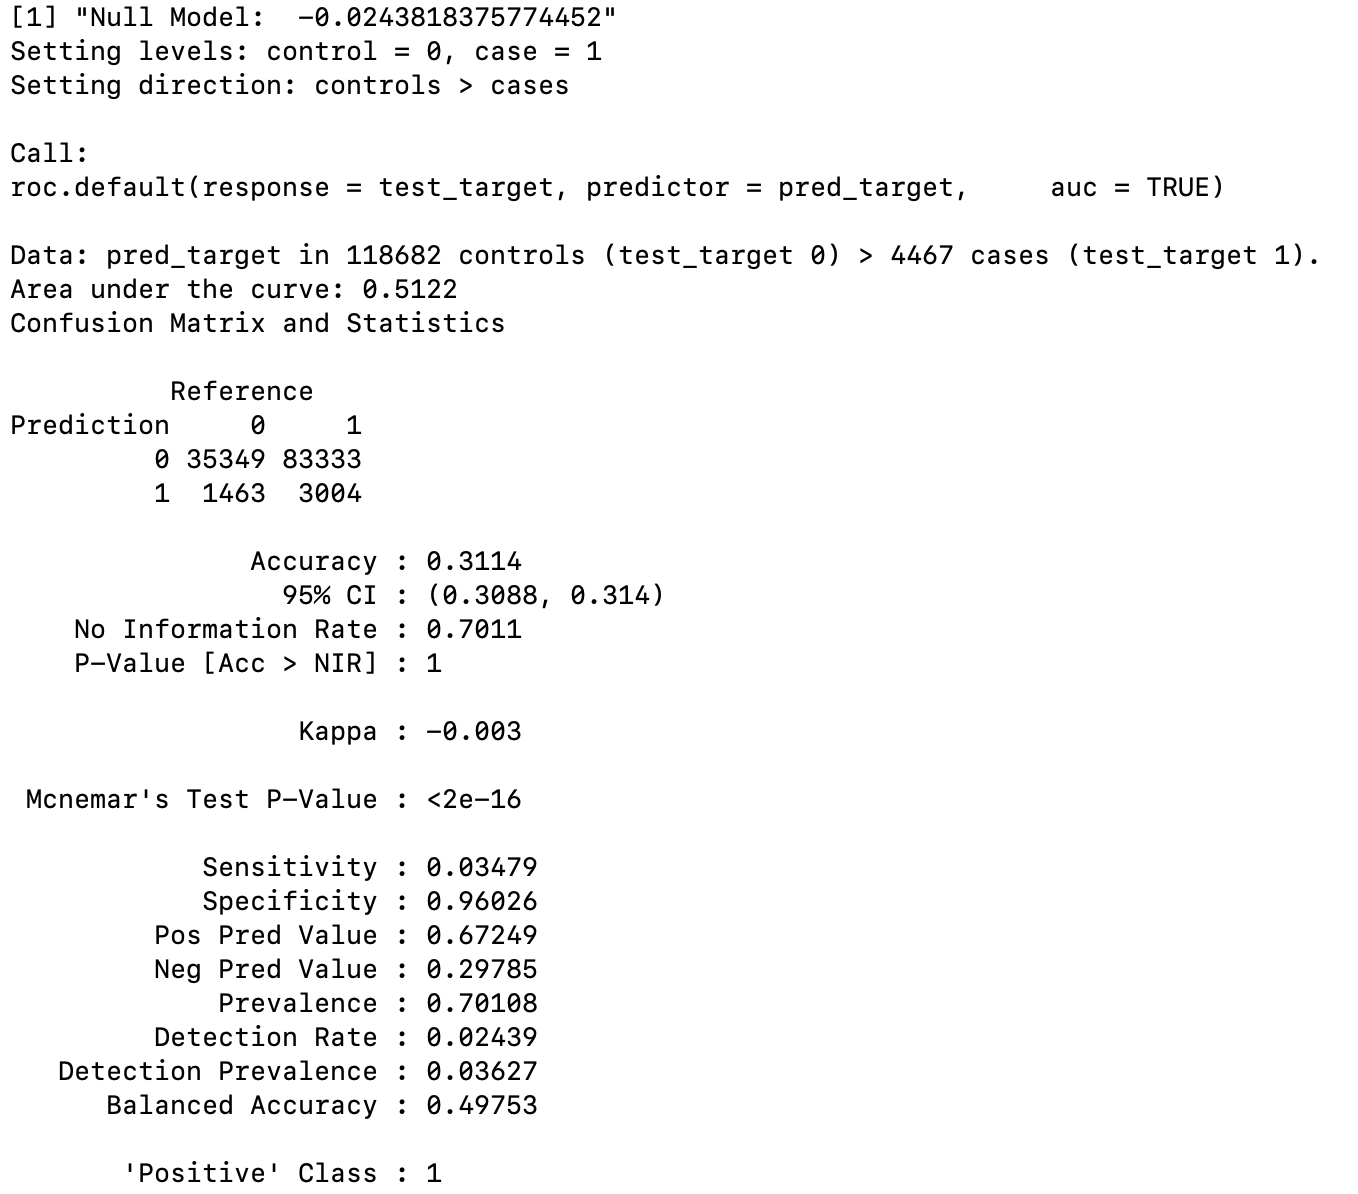 [1] "Null Model:  -0.0243818375774452"
Setting levels: control = 0, case = 1
Setting direction: controls > cases
Call:
roc.default(response = test_target, predictor = pred_target,     auc = TRUE)
Data: pred_target in 118682 controls (test_target 0) > 4467 cases (test_target 1).
Area under the curve: 0.5122
Confusion Matrix and Statistics
Reference
Prediction     0     1
0 35349 83333
1  1463  3004
Accuracy : 0.3114
95% CI : (0.3088, 0.314)
No Information Rate : 0.7011
P-Value [Acc > NIR] : 1
Kappa : -0.003
Mcnemar's Test P-Value : <2e-16
Sensitivity : 0.03479
Specificity : 0.96026
Pos Pred Value : 0.67249
Neg Pred Value : 0.29785
Prevalence : 0.70108
Detection Rate : 0.02439
Detection Prevalence : 0.03627
Balanced Accuracy : 0.49753
'Positive' Class : 1